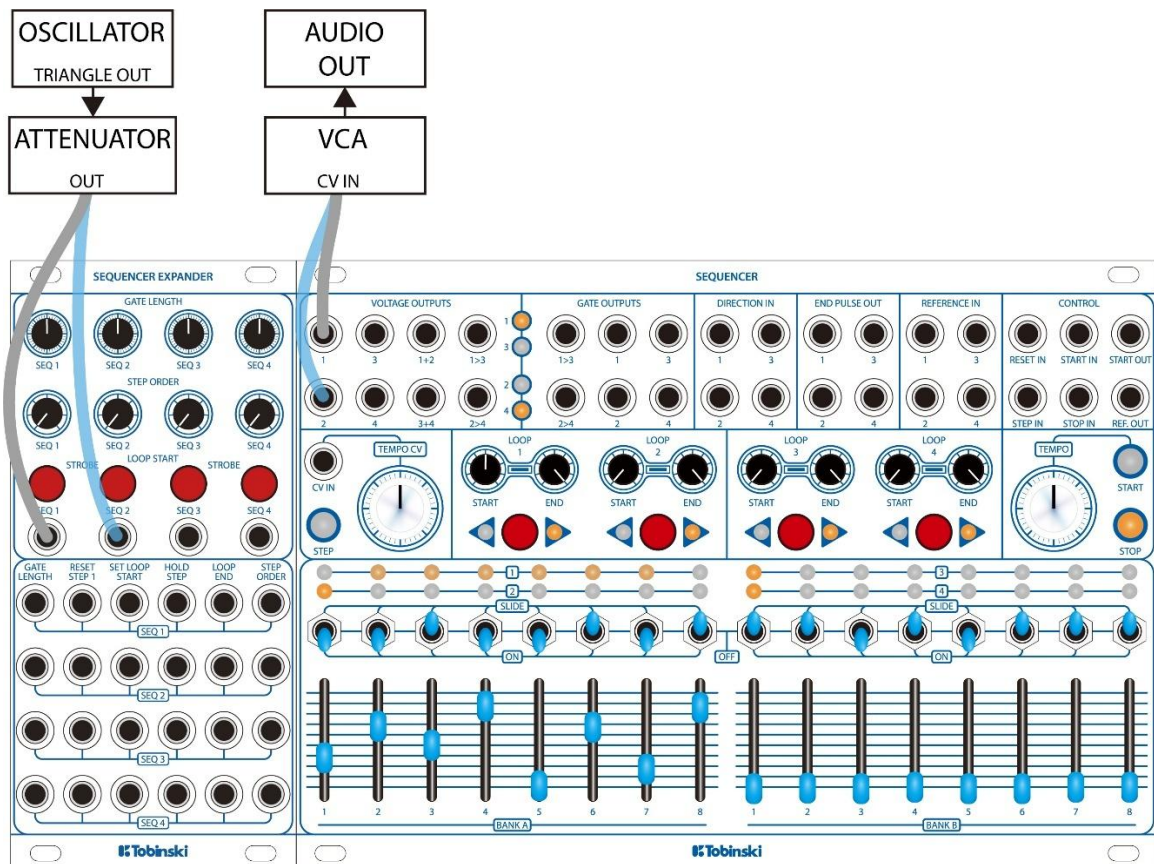 OSCILLATOR
TRIANGLE OUT
AUDIO
OUT
ATTENUATOR
OUT
VCA
CV IN
SEQUENCER EXPANDER
GATE LENGTH
SEQ 1 SEQ 2 SEQ 3 SEQ 4
STEP ORDER
SEQ 1 SEQ 2 SEQ 3 SEQ 4
STROBE LOOP START STROBE
SEQ 1 SEQ 2 SEQ 3 SEQ 4
GATE LENGTH RESET STEP 1 SET LOOP START HOLD STEP LOOP END STEP ORDER
SEQ 1
SEQ 2
SEQ 3
SEQ 4
Tobinski
SEQUENCER
VOLTAGE OUTPUTS GATE OUTPUTS DIRECTION IN END PULSE OUT REFERENCE IN CONTROL
1
3
1 3 1+2 1>3 1>3 1 3 1 3 1 3 1 3 RESET IN START IN START OUT
2
4
2 4 3+4 2>4 2>4 2 4 2 4 2 4 2 4 STEP IN STOP IN REF. OUT
TEMPO CV LOOP 1 LOOP 2 LOOP 3 LOOP 4 TEMPO
CV IN START END START END START END START END START
STEP STOP
1 3
2 4
SLIDE SLIDE
ON OFF ON
1 2 3 4 5 6 7 8 1 2 3 4 5 6 7 8
BANK A BANK B
Tobinski